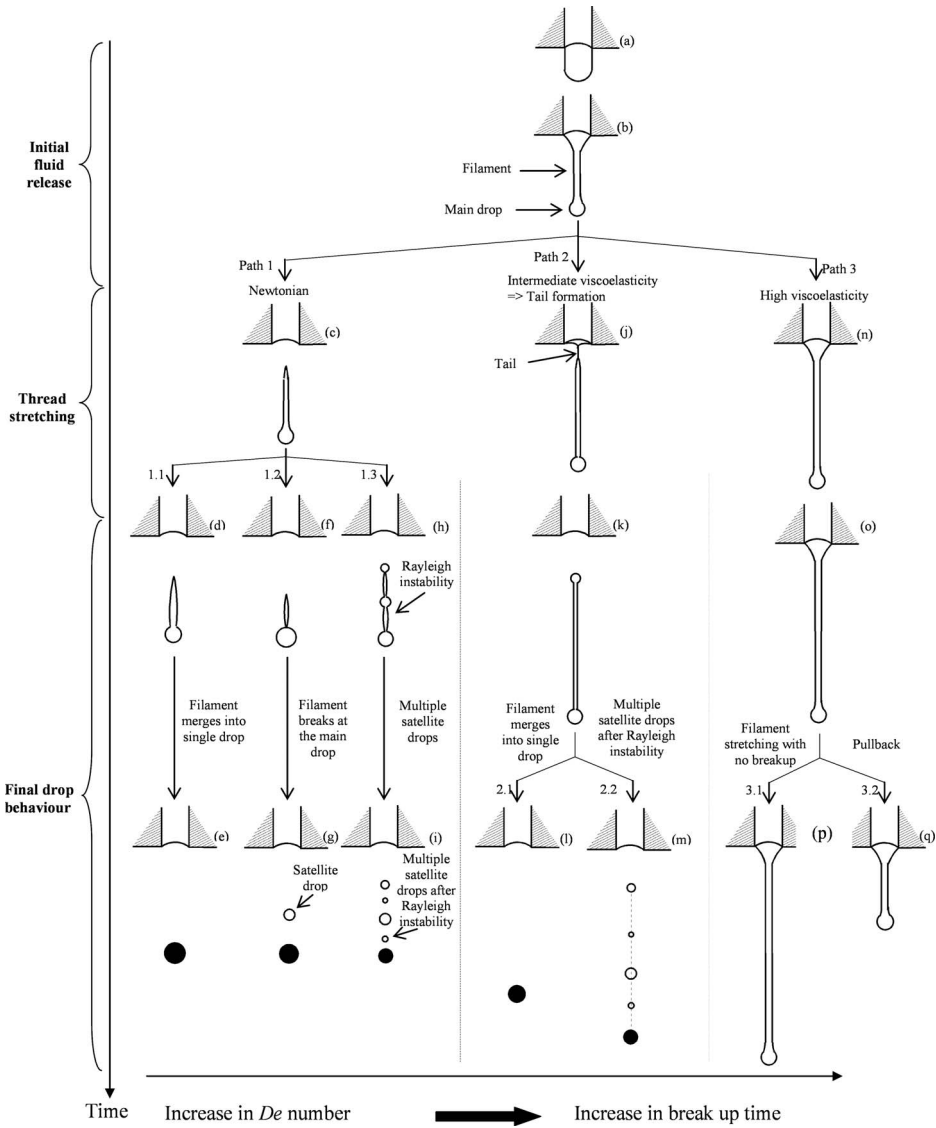 (a)
(b)
Initial
fluid
release
Filament
Main drop
Path 1
Path 2
Path 3
Newtonian
Intermediate viscoelasticity
=> Tail formation
High viscoelasticity
(c)
(j)
(n)
Tail
Thread
stretching
1.1
1.2
1.3
(d)
(f)
(h)
(k)
(o)
Rayleigh
instability
Filament
merges into
single drop
Filament
breaks at
the main
drop
Multiple
satellite
drops
Filament
merges
into single
drop
Multiple
satellite drops
after Rayleigh
instability
Filament
stretching with
no breakup
Pullback
Final drop
behaviour
2.1
2.2
3.1
3.2
(e)
(g)
(i)
(l)
(m)
(p)
(q)
Satellite
drop
Multiple
satellite
drops after
Rayleigh
instability
Time
Increase in De number
Increase in break up time